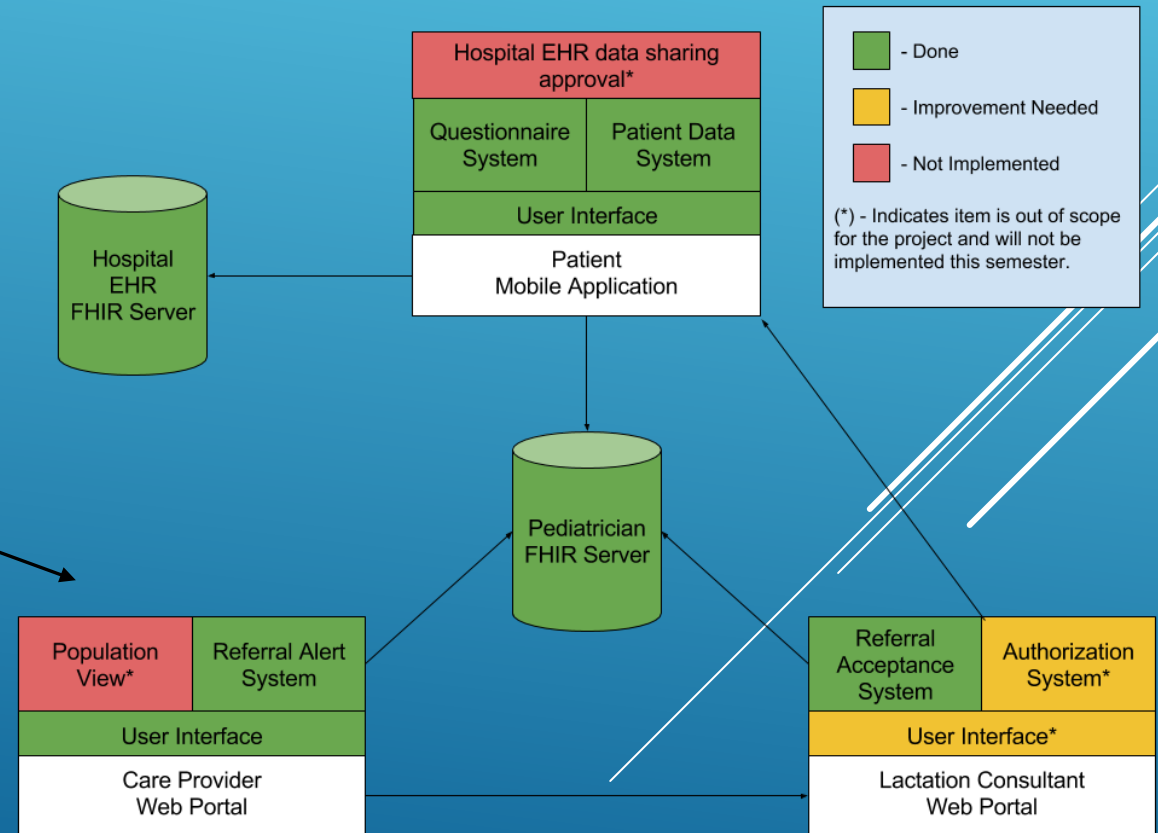 Hospital EHR data sharing
approval*
Questionnaire
System
Patient Data
System
User Interface
Patient
Mobile Application
- Done
- Improvement Needed
- Not Implemented
(*) - Indicates item is out of scope
for the project and will not be
implemented this semester.
Hospital
EHR
FHIR Server
Pediatrician
FHIR Server
Population
View*
Referral Alert
System
User Interface
Care Provider
Web Portal
Referral
Acceptance
System
Authorization
System*
User Interface*
Lactation Consultant
Web Portal